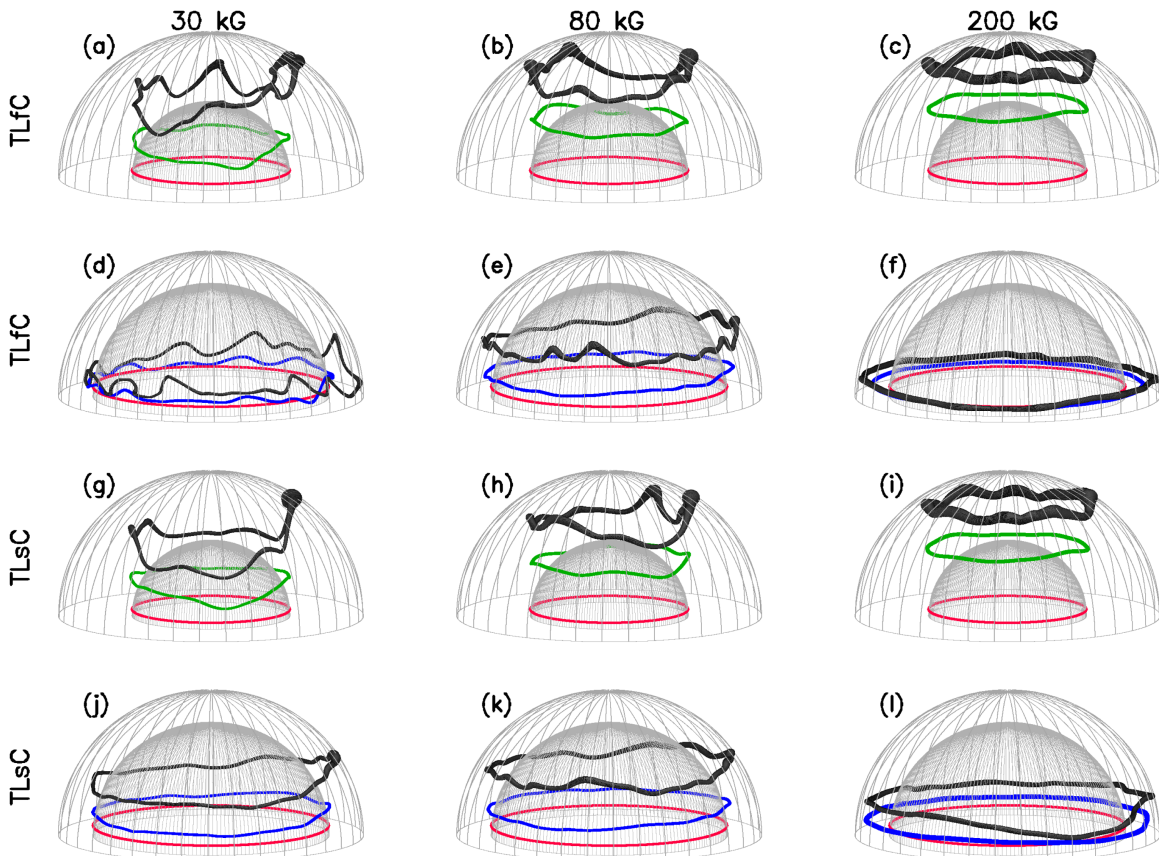 30 kG 80 kG 200 kG
(a) (b) (c)
TLfC
(d) (e) (f)
TLfC
(g) (h) (i)
TLsC
(j) (k) (l)
TLsC